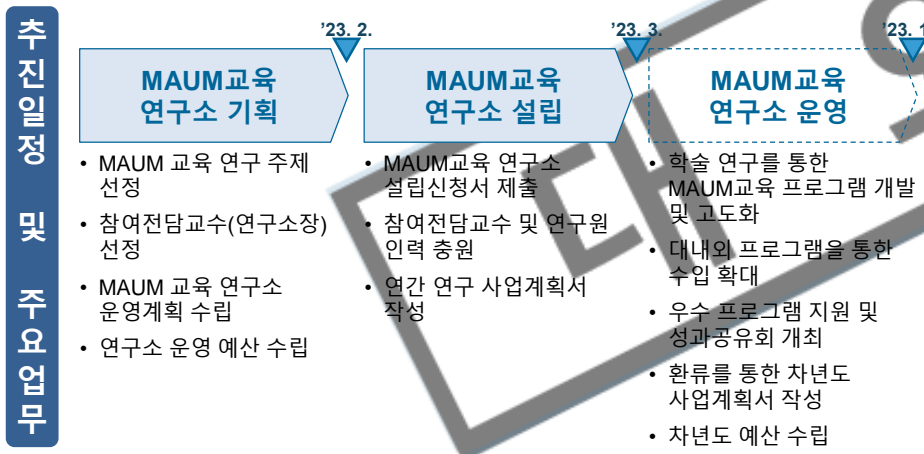 추진일정 및 주요업무
'23. 2.
'23. 3.
'23. 1
MAUM교육
연구소 기획
MAUM교육
연구소 설립
MAUM교육
연구소 운영
• MAUM 교육 연구 주제
선정
• 참여전담교수(연구소장)
선정
• MAUM 교육 연구소
운영계획 수립
• 연구소 운영 예산 수립
• MAUM교육 연구소
설립신청서 제출
• 참여전담교수 및 연구원
인력 충원
• 연간 연구 사업계획서
작성
• 학술 연구를 통한
MAUM교육 프로그램 개발
및 고도화
• 대내외 프로그램을 통한
수입 확대
• 우수 프로그램 지원 및
성과공유회 개최
• 환류를 통한 차년도
사업계획서 작성
• 차년도 예산 수립
대